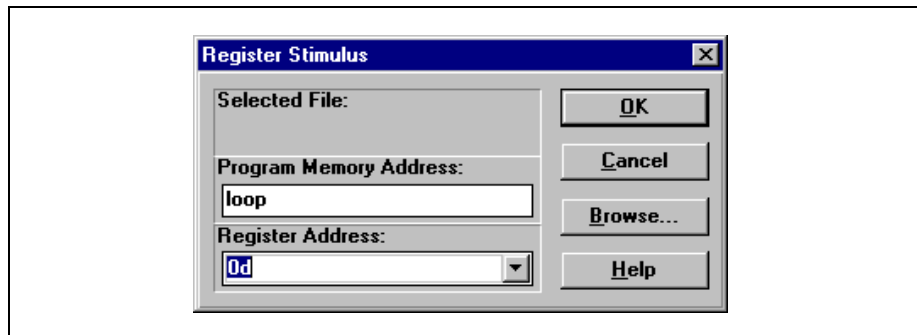 Register Stimulus
Selected File:
OK
Program Memory Address:
Cancel
loop
Browse...
Register Address:
0d
Help